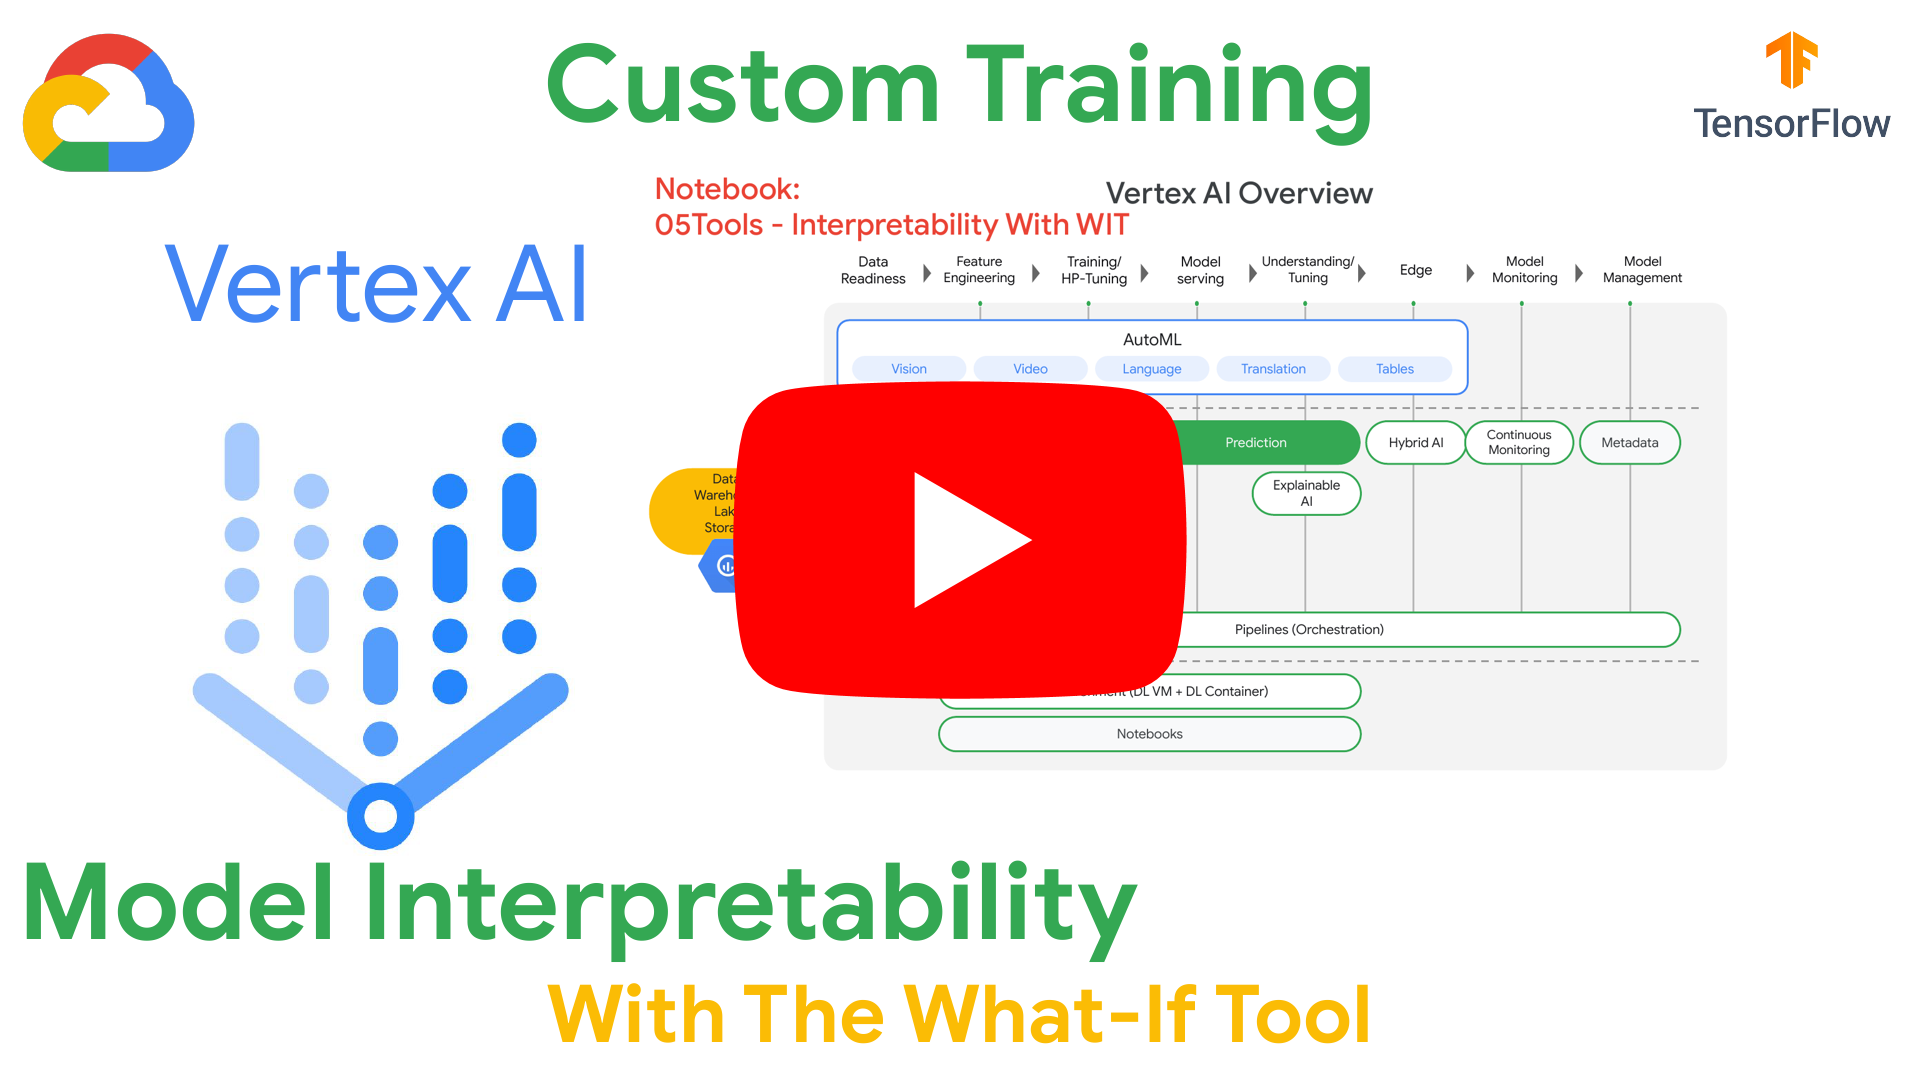 Custom Training
TensorFlow
Notebook:
05Tools - Interpretability With WIT
Vertex AI Overview
Vertex AI
Data
Readiness
Feature
Engineering
Training/
HP-Tuning
Model
serving
Understanding/
Tuning
Edge
Model
Monitoring
Model
Management
AutoML
Vision
Video
Language
Translation
Tables
Prediction
Hybrid AI
Continuous
Monitoring
Metadata
Explainable
AI
Data
Pipelines (Orchestration)
(DL VM + DL Container)
Notebooks
Model Interpretability
With The What-If Tool